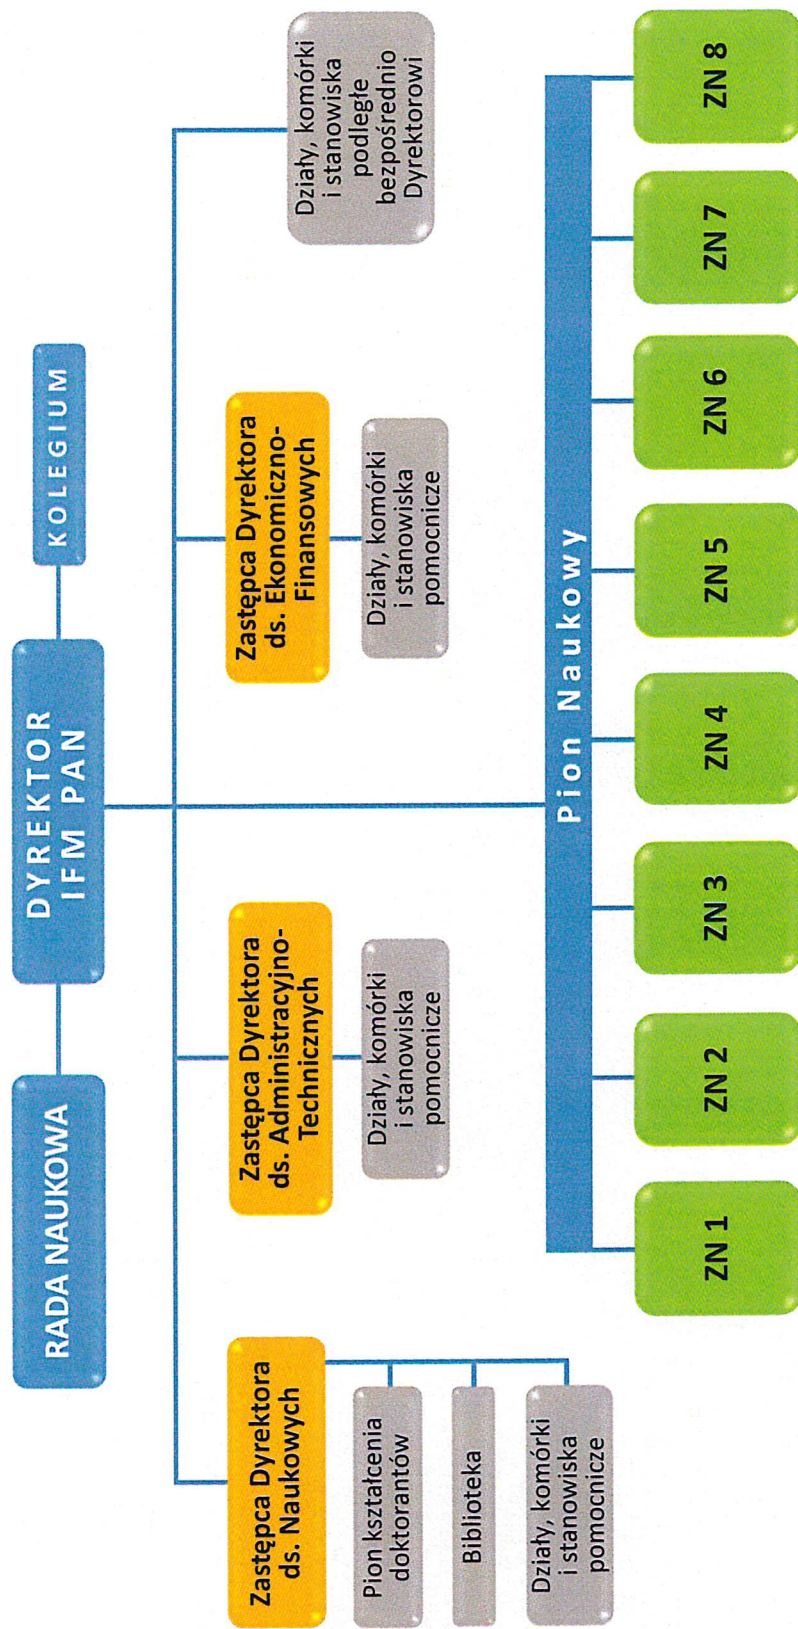 RADA NAUKOWA
DYREKTOR
IFM PAN
KOLEGIUM
Zastępca Dyrektora
ds. Naukowych
Pion kształcenia
doktorantów
Biblioteka
Działy, komórki
i stanowiska
pomocnicze
Zastępca Dyrektora
ds. Administracyjno-
Technicznych
Działy, komórki
i stanowiska
pomocnicze
Zastępca Dyrektora
ds. Ekonomiczno-
Finansowych
Działy, komórki
i stanowiska
pomocnicze
Działy, komórki
i stanowiska
podległe
bezpośrednio
Dyrektorowi
Pion Naukowy
ZN 1
ZN 2
ZN 3
ZN 4
ZN 5
ZN 6
ZN 7
ZN 8